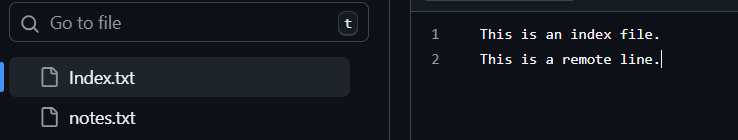 Go to file
t
Index.txt
notes.txt
1 This is an index file.
2 This is a remote line.